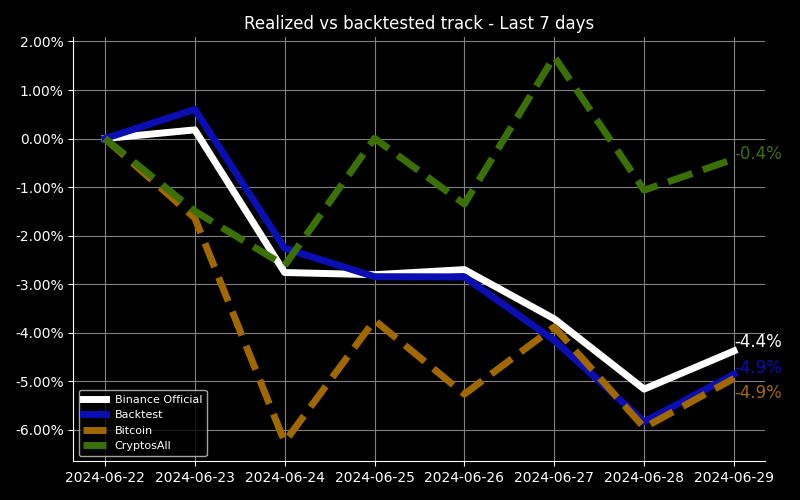 Realized vs backtested track - Last 7 days
2.00%
1.00%
0.00%
-1.00%
-2.00%
-3.00%
-4.00%
-5.00%
-6.00%
-0.4%
-4.4%
-4.9%
-4.9%
Binance Official
Backtest
Bitcoin
CryptosAll
2024-06-22 2024-06-23 2024-06-24 2024-06-25 2024-06-26 2024-06-27 2024-06-28 2024-06-29